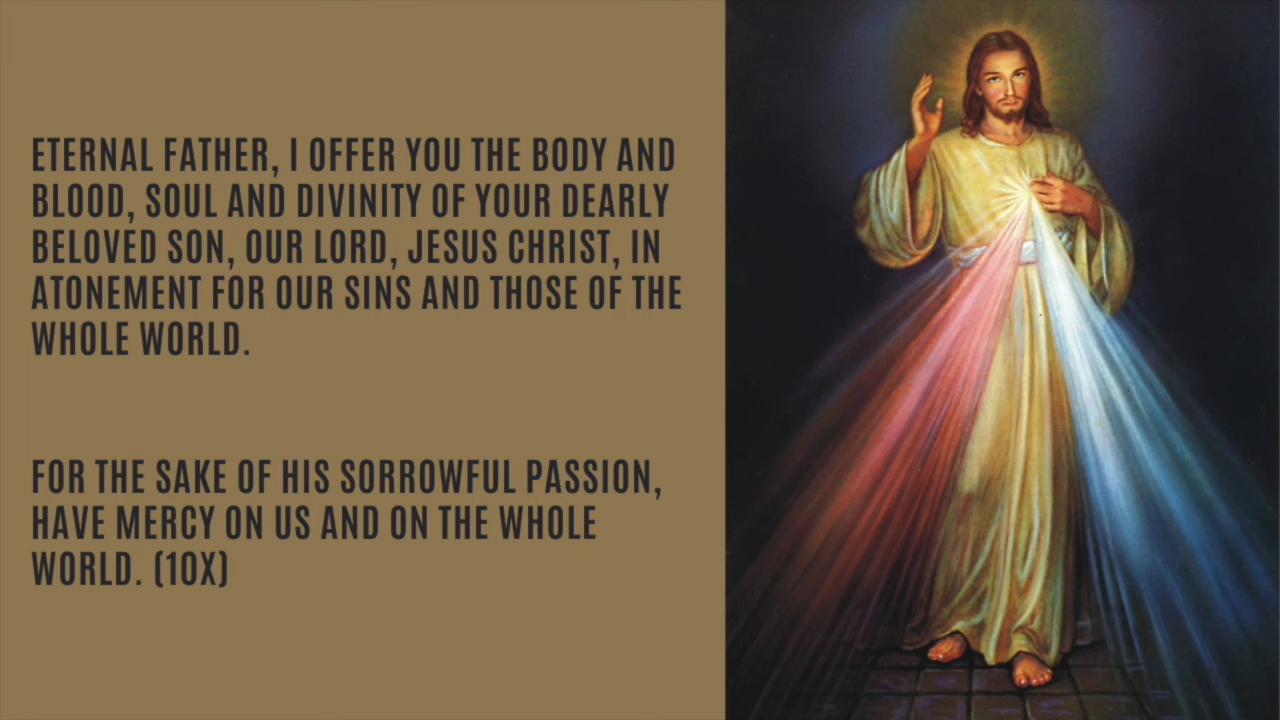 ETERNAL FATHER, I OFFER YOU THE BODY AND
BLOOD, SOUL AND DIVINITY OF YOUR DEARLY
BELOVED SON, OUR LORD, JESUS CHRIST, IN
ATONEMENT FOR OUR SINS AND THOSE OF THE
WHOLE WORLD.
FOR THE SAKE OF HIS SORROWFUL PASSION,
HAVE MERCY ON US AND ON THE WHOLE
WORLD. (10X)